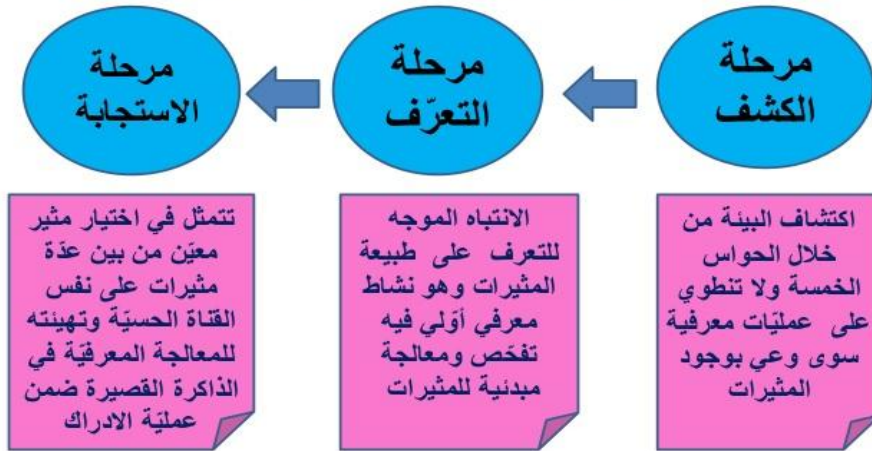 مرحلة
الكشف
مرحلة
التعرّف
مرحلة
الاستجابة
اكتشاف البيئة من
خلال الحواس
الخمسة ولا تنطوي
على عمليّات معرفية
سوى وعي بوجود
المثيرات
الانتباه الموجه
للتعرف على طبيعة
المثيرات وهو نشاط
معرفي أوّلي فيه
تفحّص ومعالجة
مبدئية للمثيرات
تتمثل في اختيار مثير
معيّن من بين عدّة
مثيرات على نفس
القناة الحسيّة وتهيئته
للمعالجة المعرفيّة في
الذاكرة القصيرة ضمن
عمليّة الادراك